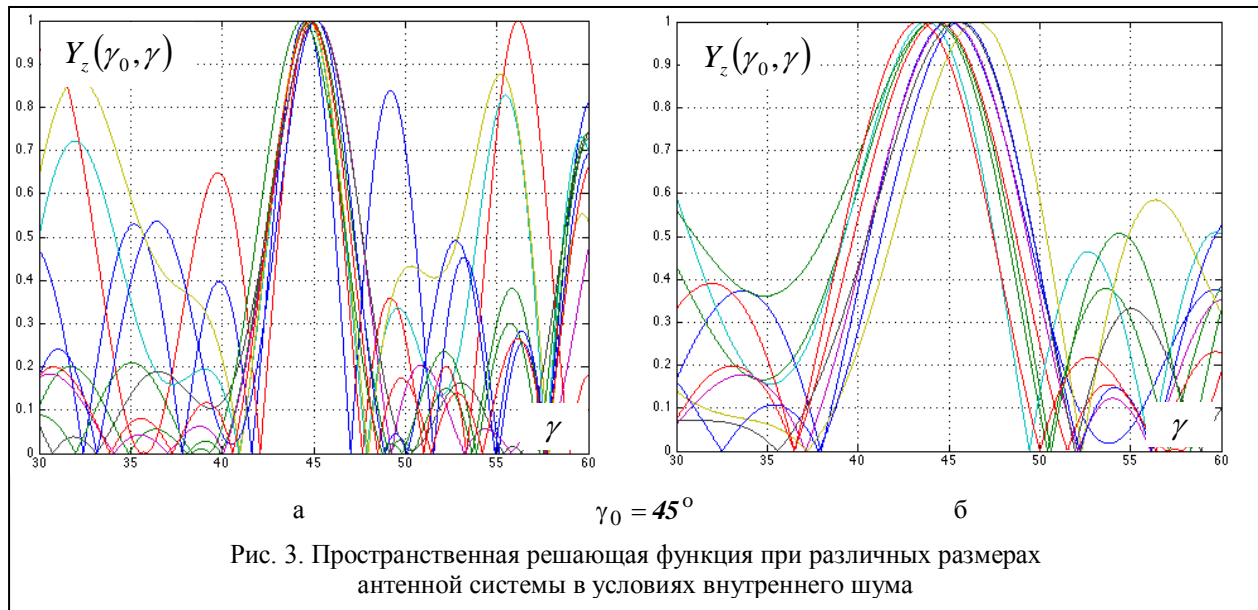 Y_z(γ_0, γ)
1
0.9
0.8
0.7
0.6
0.5
0.4
0.3
0.2
0.1
0
γ
30 35 40 45 50 55 60
Y_z(γ_0, γ)
1
0.9
0.8
0.7
0.6
0.5
0.4
0.3
0.2
0.1
0
γ
30 35 40 45 50 55 60
а γ_0 = 45° б
Рис. 3. Пространственная решающая функция при различных размерах
антенной системы в условиях внутреннего шума